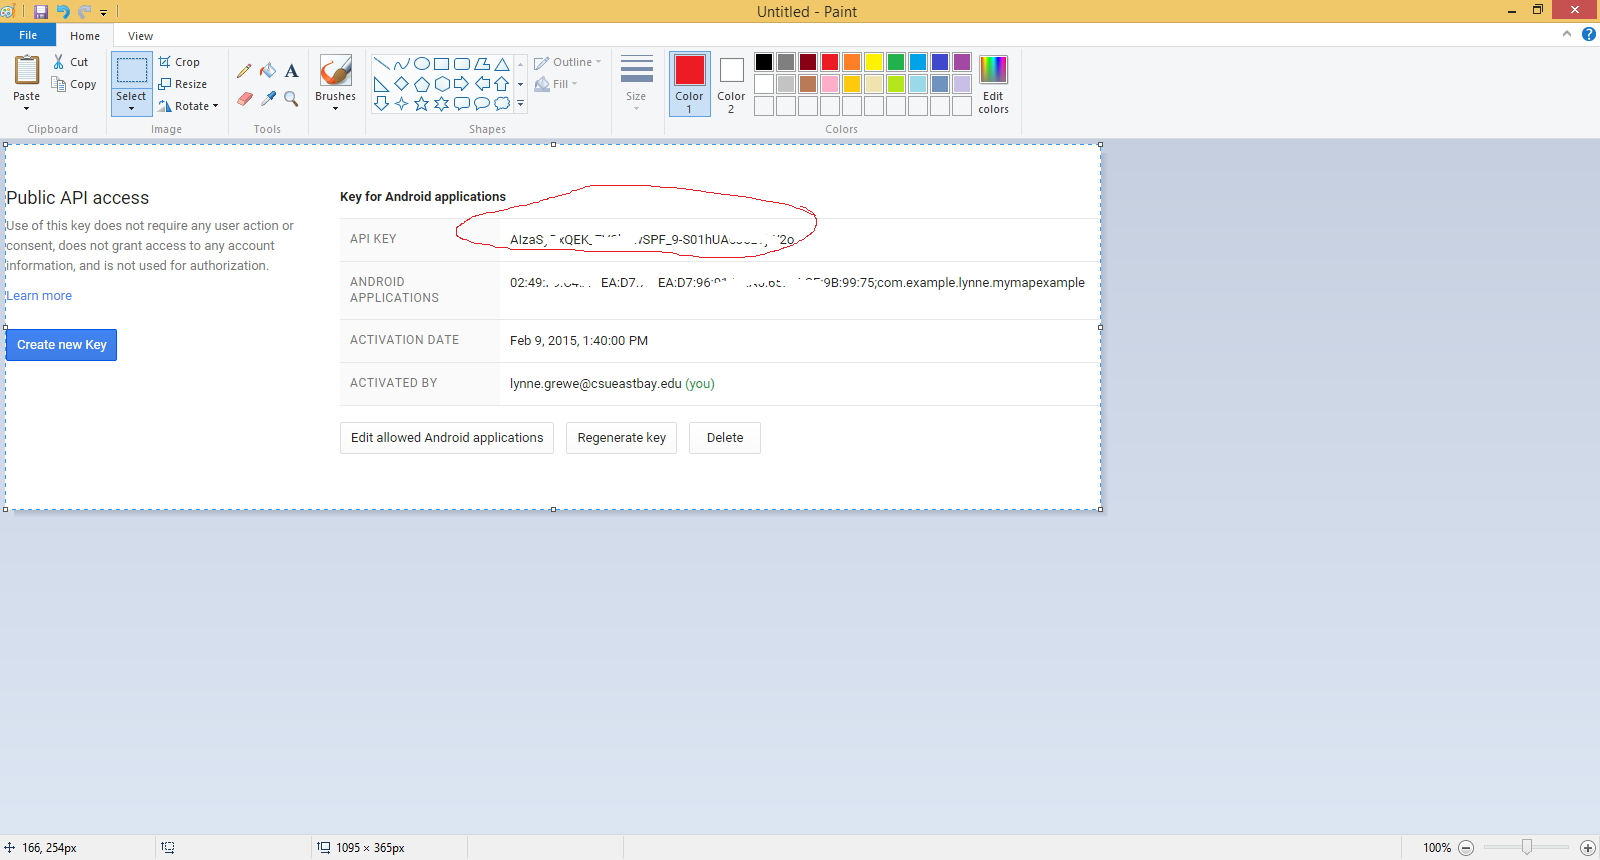 Untitled - Paint
File Home View
Paste
Cut
Copy
Clipboard
Select
Crop
Resize
Rotate
Image
Tools
Brushes
Shapes
Outline
Fill
Size
Color 1
Color 2
Edit colors
Colors
Public API access
Use of this key does not require any user action or
consent, does not grant access to any account
information, and is not used for authorization.
Learn more
Create new Key
Key for Android applications
API KEY
ANDROID
APPLICATIONS
;com.example.lynne.mymapexample
ACTIVATION DATE
Feb 9, 2015, 1:40:00 PM
ACTIVATED BY
lynne.grewe@csueastbay.edu (you)
Edit allowed Android applications
Regenerate key
Delete
166, 254px
1095 × 365px
100%